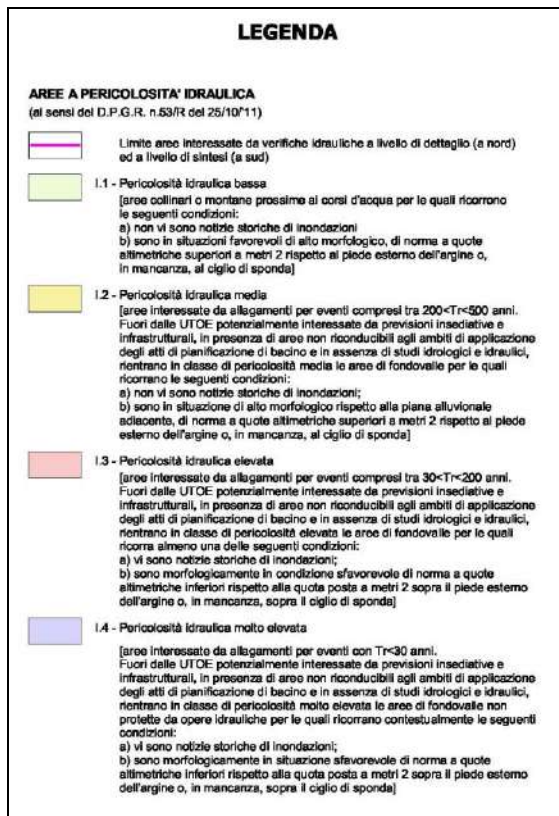 LEGENDA
AREE A PERICOLOSITA' IDRAULICA
(ai sensi del D.P.G.R. n.53/R del 25/10/'11)
Limite aree interessate da verifiche idrauliche a livello di dettaglio (a nord)
ed a livello di sintesi (a sud)
I.1 - Pericolosità idraulica bassa
[aree collinari o montane prossime ai corsi d'acqua per le quali ricorrono
le seguenti condizioni:
a) non vi sono notizie storiche di inondazioni
b) sono in situazioni favorevoli di alto morfologico, di norma a quote
altimetriche superiori a metri 2 rispetto al piede esterno dell'argine o,
in mancanza, al ciglio di sponda]
I.2 - Pericolosità idraulica media
[aree interessate da allagamenti per eventi compresi tra 200<Tr<500 anni.
Fuori dalle UTOE potenzialmente interessate da previsioni insediative e
infrastrutturali, in presenza di aree non riconducibili agli ambiti di applicazione
degli atti di pianificazione di bacino e in assenza di studi idrologici e idraulici,
rientrano in classe di pericolosità media le aree di fondovalle per le quali
ricorrano le seguenti condizioni:
a) non vi sono notizie storiche di inondazioni;
b) sono in situazione di alto morfologico rispetto alla piana alluvionale
adiacente, di norma a quote altimetriche superiori a metri 2 rispetto al piede
esterno dell'argine o, in mancanza, al ciglio di sponda]
I.3 - Pericolosità idraulica elevata
[aree interessate da allagamenti per eventi compresi tra 30<Tr<200 anni.
Fuori dalle UTOE potenzialmente interessate da previsioni insediative e
infrastrutturali, in presenza di aree non riconducibili agli ambiti di applicazione
degli atti di pianificazione di bacino e in assenza di studi idrologici e idraulici,
rientrano in classe di pericolosità elevata le aree di fondovalle per le quali
ricorra almeno una delle seguenti condizioni:
a) vi sono notizie storiche di inondazioni;
b) sono morfologicamente in condizione sfavorevole di norma a quote
altimetriche inferiori rispetto alla quota posta a metri 2 sopra il piede esterno
dell'argine o, in mancanza, sopra il ciglio di sponda]
I.4 - Pericolosità idraulica molto elevata
[aree interessate da allagamenti per eventi con Tr<30 anni.
Fuori dalle UTOE potenzialmente interessate da previsioni insediative e
infrastrutturali, in presenza di aree non riconducibili agli ambiti di applicazione
degli atti di pianificazione di bacino e in assenza di studi idrologici e idraulici,
rientrano in classe di pericolosità molto elevata le aree di fondovalle non
protette da opere idrauliche per le quali ricorrano contestualmente le seguenti
condizioni:
a) vi sono notizie storiche di inondazioni;
b) sono morfologicamente in situazione sfavorevole di norma a quote
altimetriche inferiori rispetto alla quota posta a metri 2 sopra il piede esterno
dell'argine o, in mancanza, sopra il ciglio di sponda]